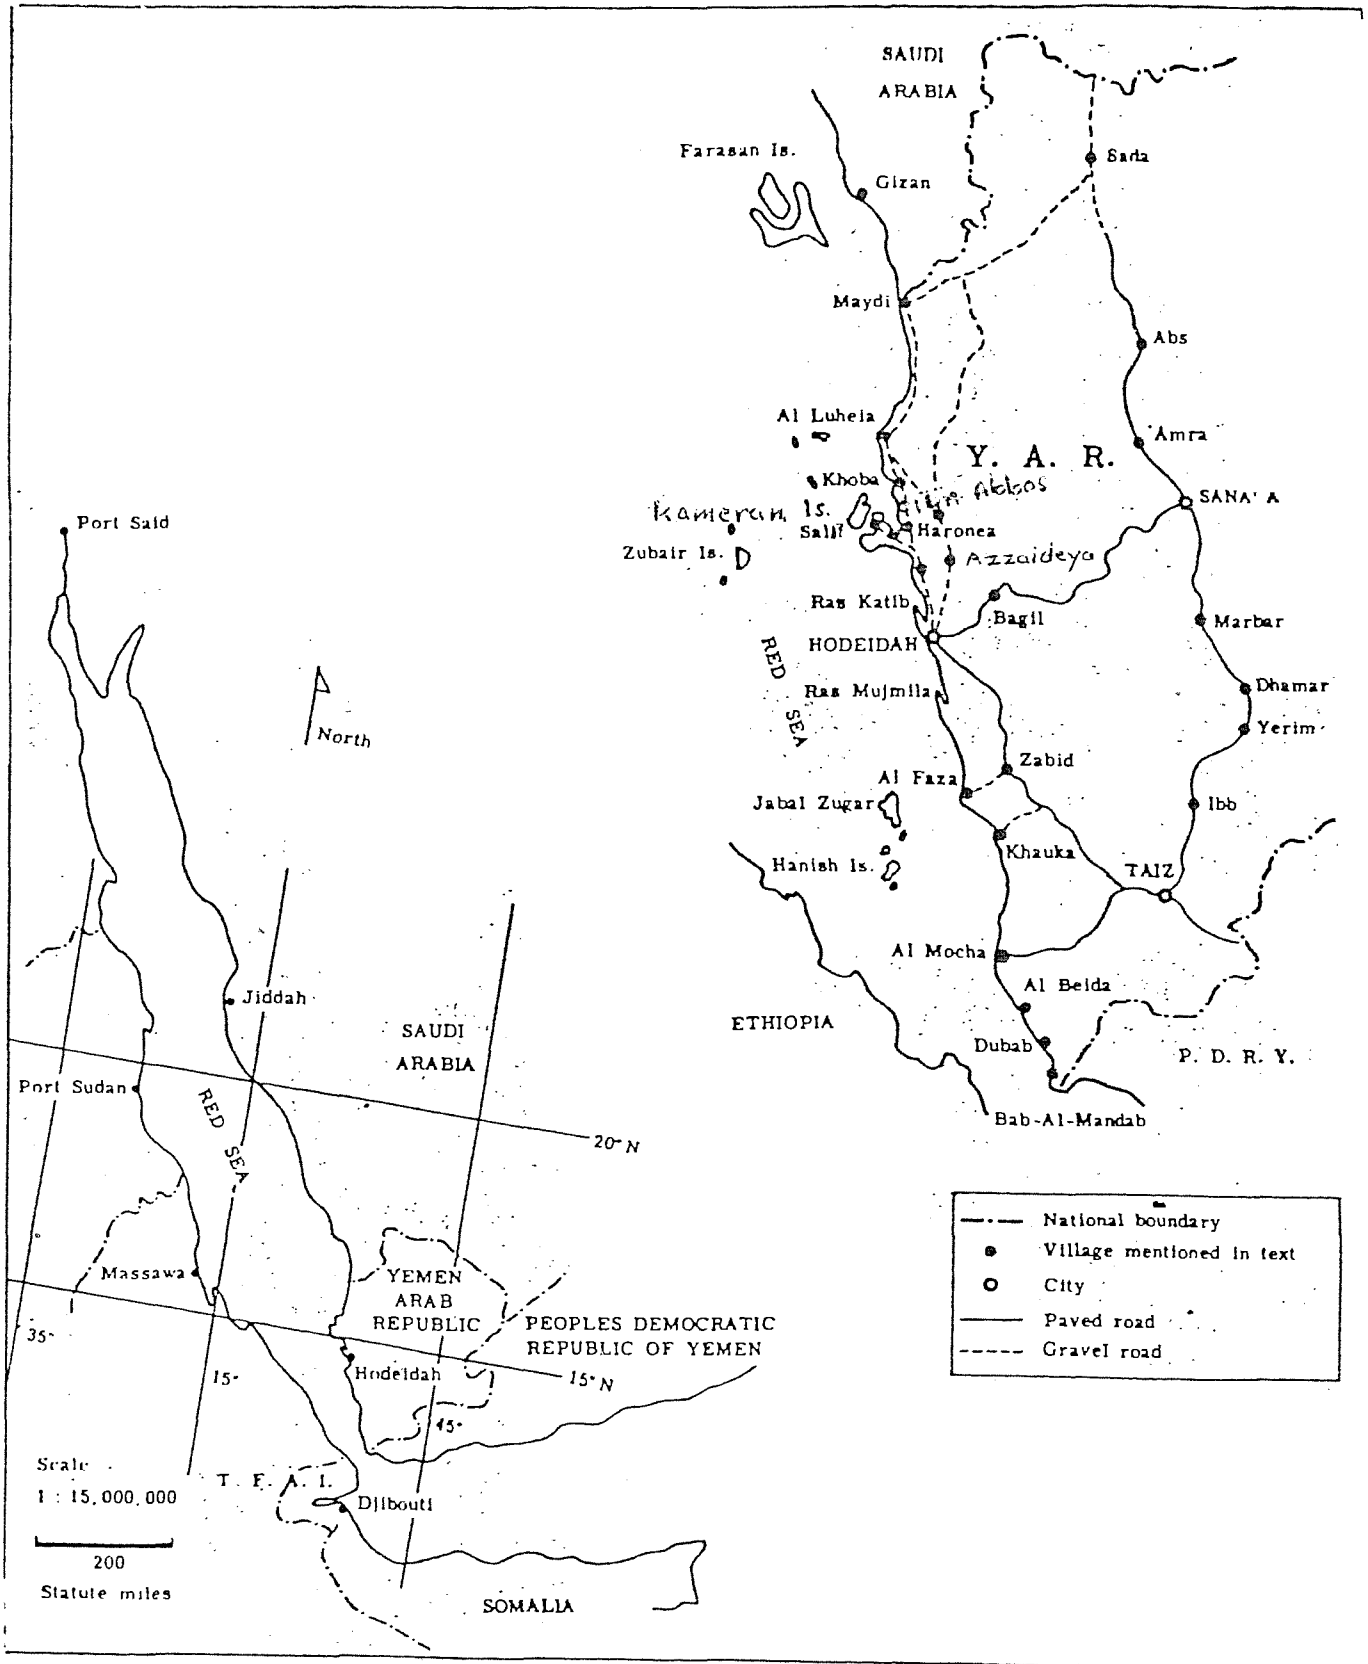 SAUDI
ARABIA
Farasan Is.
Gizan
Sada
Maydi
Abs
Al Luheia
Amra
Y. A. R.
Khoba
Abbos
SANA'A
Kameran Is.
Salif
Haronea
Zubair Is.
Azzaideya
Ras Katib
Bagil
HODEIDAH
Marbar
RED SEA
Ras Mujmila
Dhamar
Yerim
Zabid
Al Faza
Jabal Zugar
Ibb
Khauka
Hanish Is.
TAIZ
Al Mocha
Al Beida
ETHIOPIA
Dubab
P. D. R. Y.
Bab-Al-Mandab
Port Said
North
Jiddah
SAUDI
ARABIA
Port Sudan
RED SEA
20° N
Massawa
YEMEN
ARAB
REPUBLIC
PEOPLES DEMOCRATIC
REPUBLIC OF YEMEN
35°
15°
Hodeidah
15° N
45°
T. F. A. I.
Djibouti
SOMALIA
Scale
1 : 15,000,000
200
Statute miles
National boundary
Village mentioned in text
City
Paved road
Gravel road